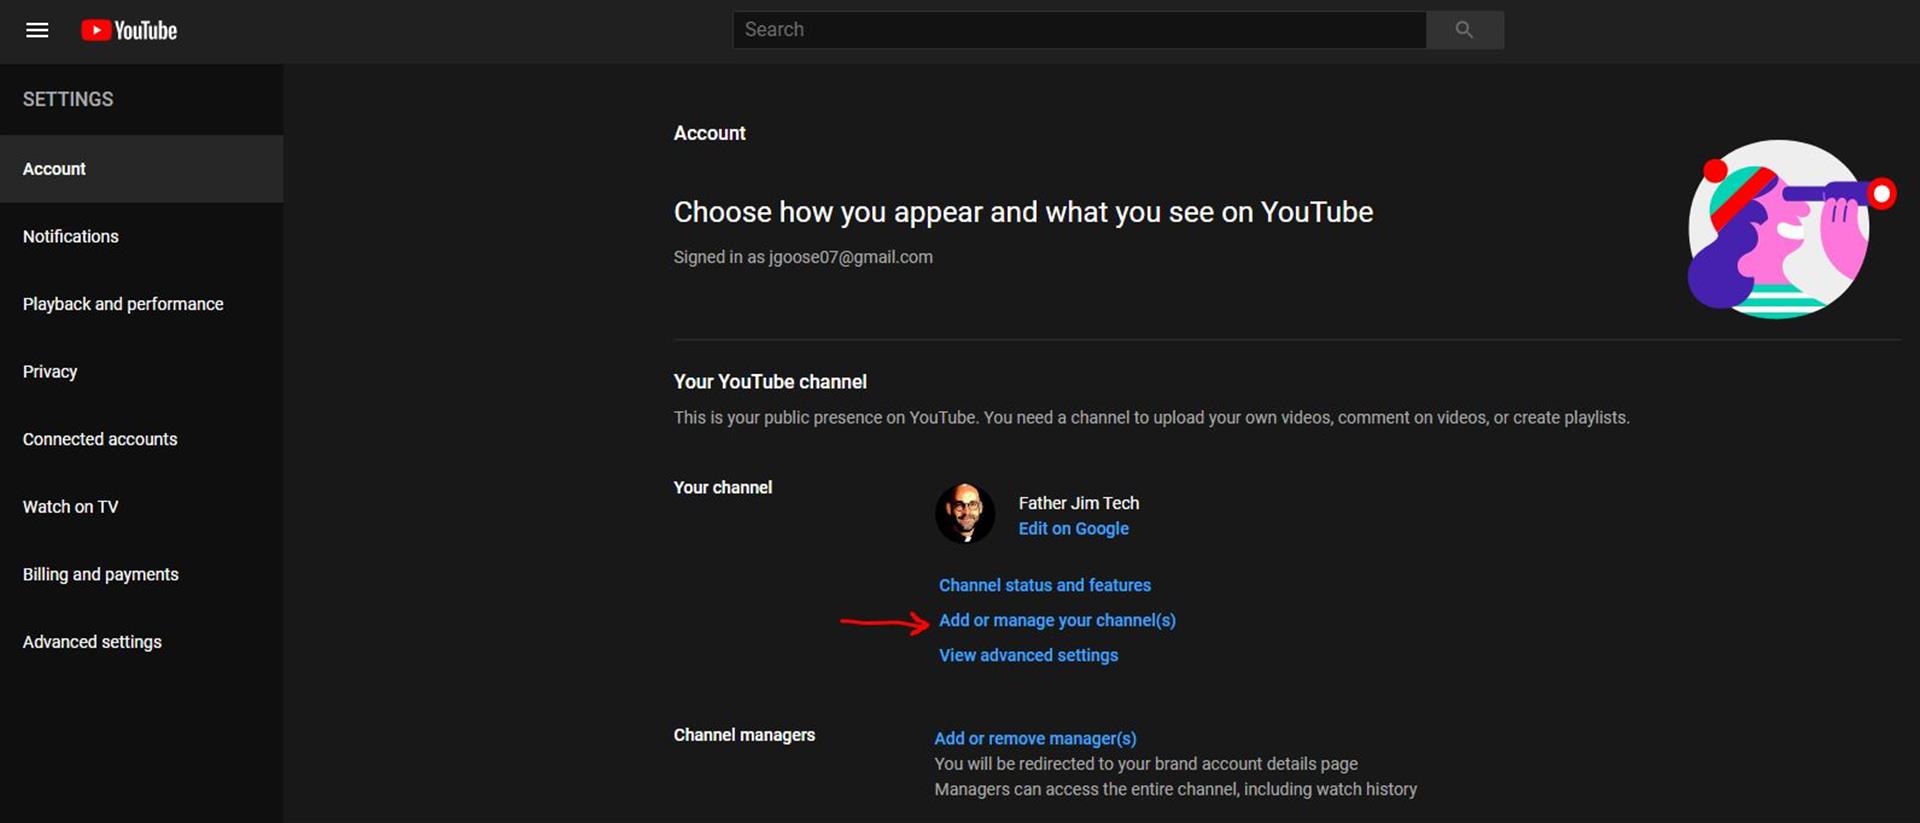 YouTube
Search
SETTINGS
Account
Notifications
Playback and performance
Privacy
Connected accounts
Watch on TV
Billing and payments
Advanced settings
Account
Choose how you appear and what you see on YouTube
Signed in as jgoose07@gmail.com
Your YouTube channel
This is your public presence on YouTube. You need a channel to upload your own videos, comment on videos, or create playlists.
Your channel
Father Jim Tech
Edit on Google
Channel status and features
Add or manage your channel(s)
View advanced settings
Channel managers
Add or remove manager(s)
You will be redirected to your brand account details page
Managers can access the entire channel, including watch history